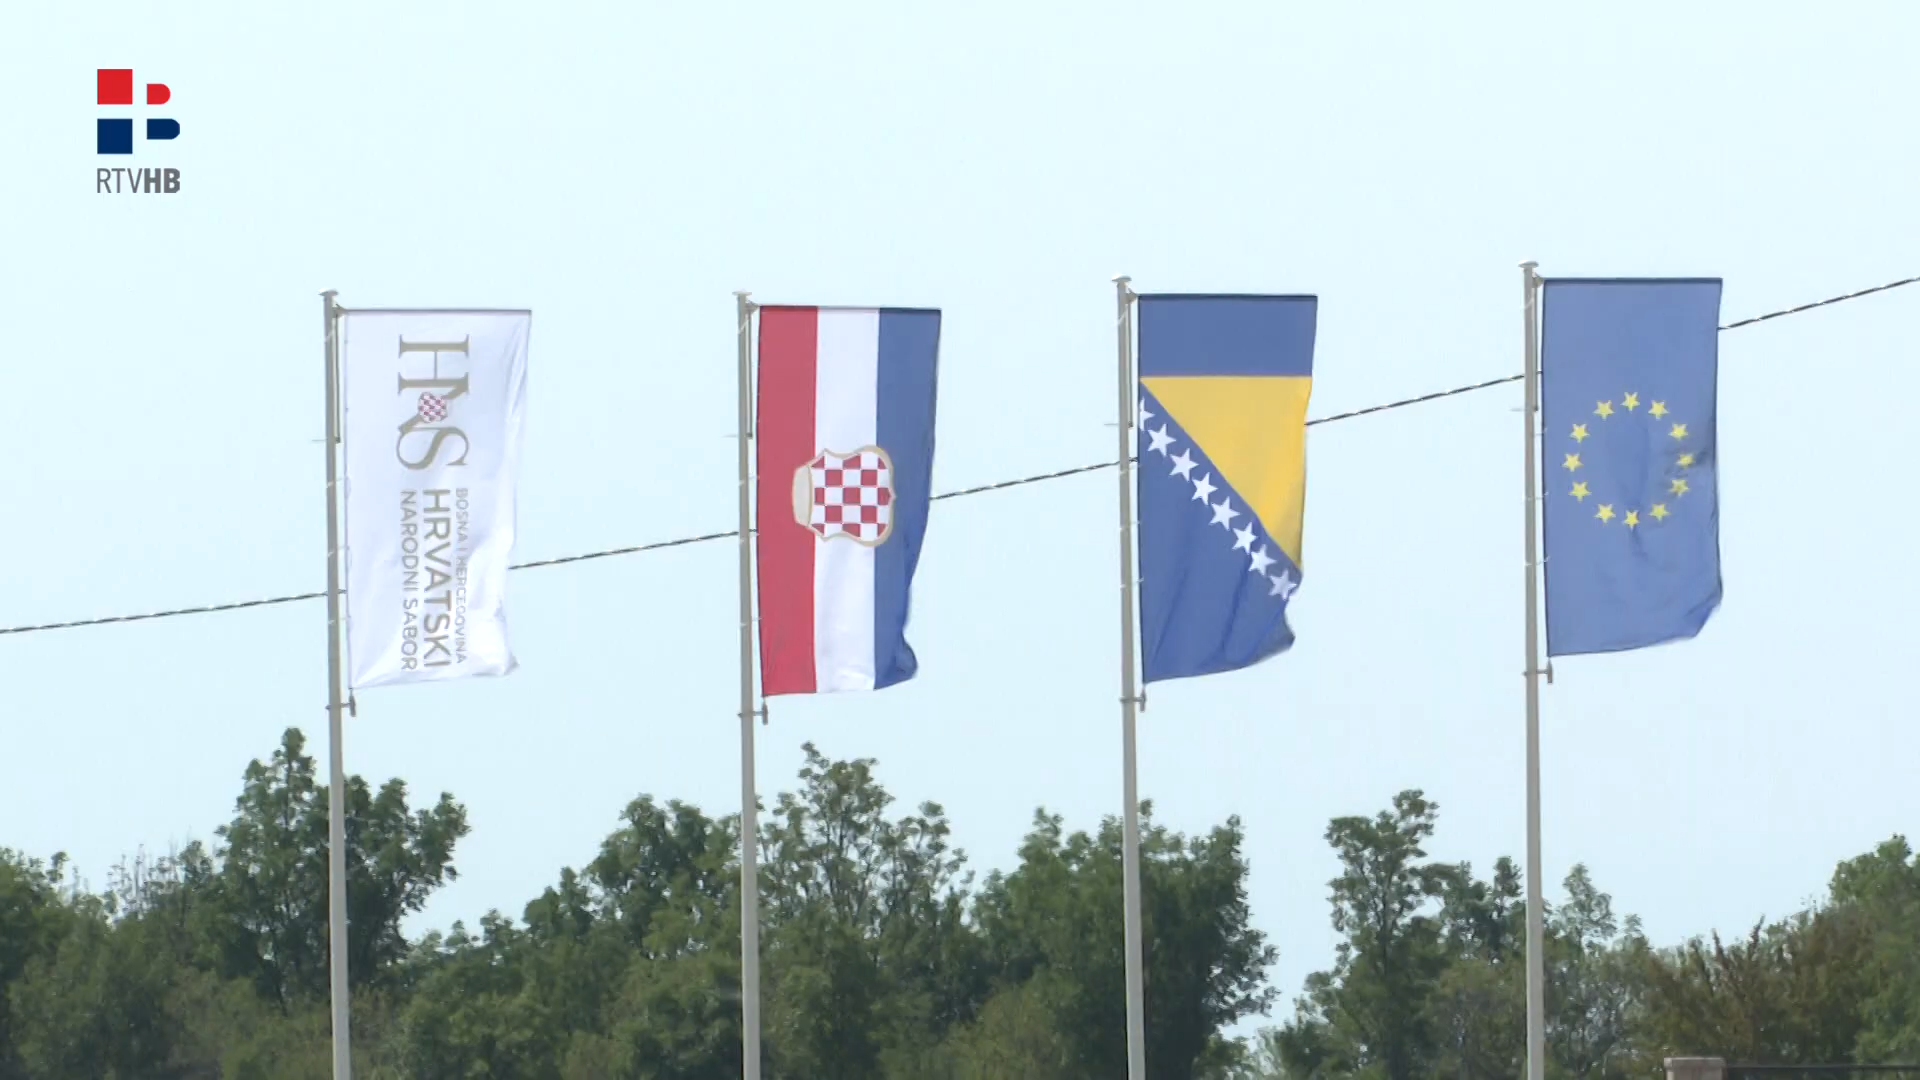 RTVHB
HNS
BOSNA I HERCEGOVINA
HRVATSKI
NARODNI SABOR